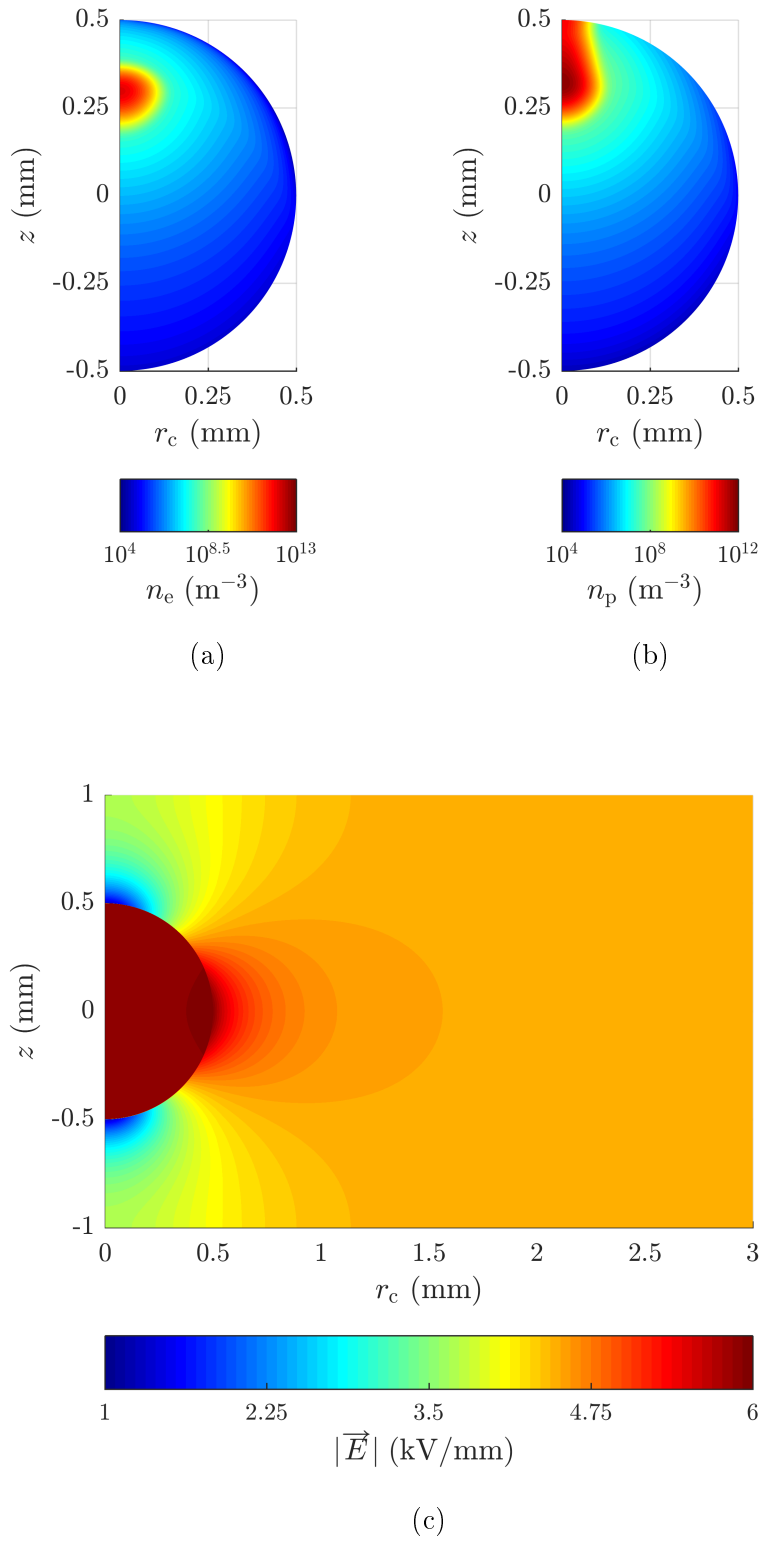 0.5
0.25
0
-0.25
-0.5
z (mm)
0 0.25 0.5
r_c (mm)
10^4 10^8.5 10^13
n_e (m^−3)
(a)
0.5
0.25
0
-0.25
-0.5
z (mm)
0 0.25 0.5
r_c (mm)
10^4 10^8 10^12
n_p (m^−3)
(b)
1
0.5
0
-0.5
-1
z (mm)
0 0.5 1 1.5 2 2.5 3
r_c (mm)
1 2.25 3.5 4.75 6
|E⃗| (kV/mm)
(c)